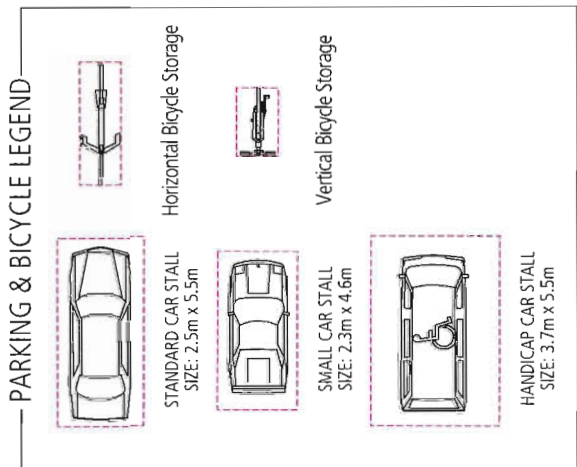 PARKING & BICYCLE LEGEND
STANDARD CAR STALL
SIZE: 2.5m x 5.5m
Horizontal Bicycle Storage
SMALL CAR STALL
SIZE: 2.3m x 4.6m
Vertical Bicycle Storage
HANDICAP CAR STALL
SIZE: 3.7m x 5.5m